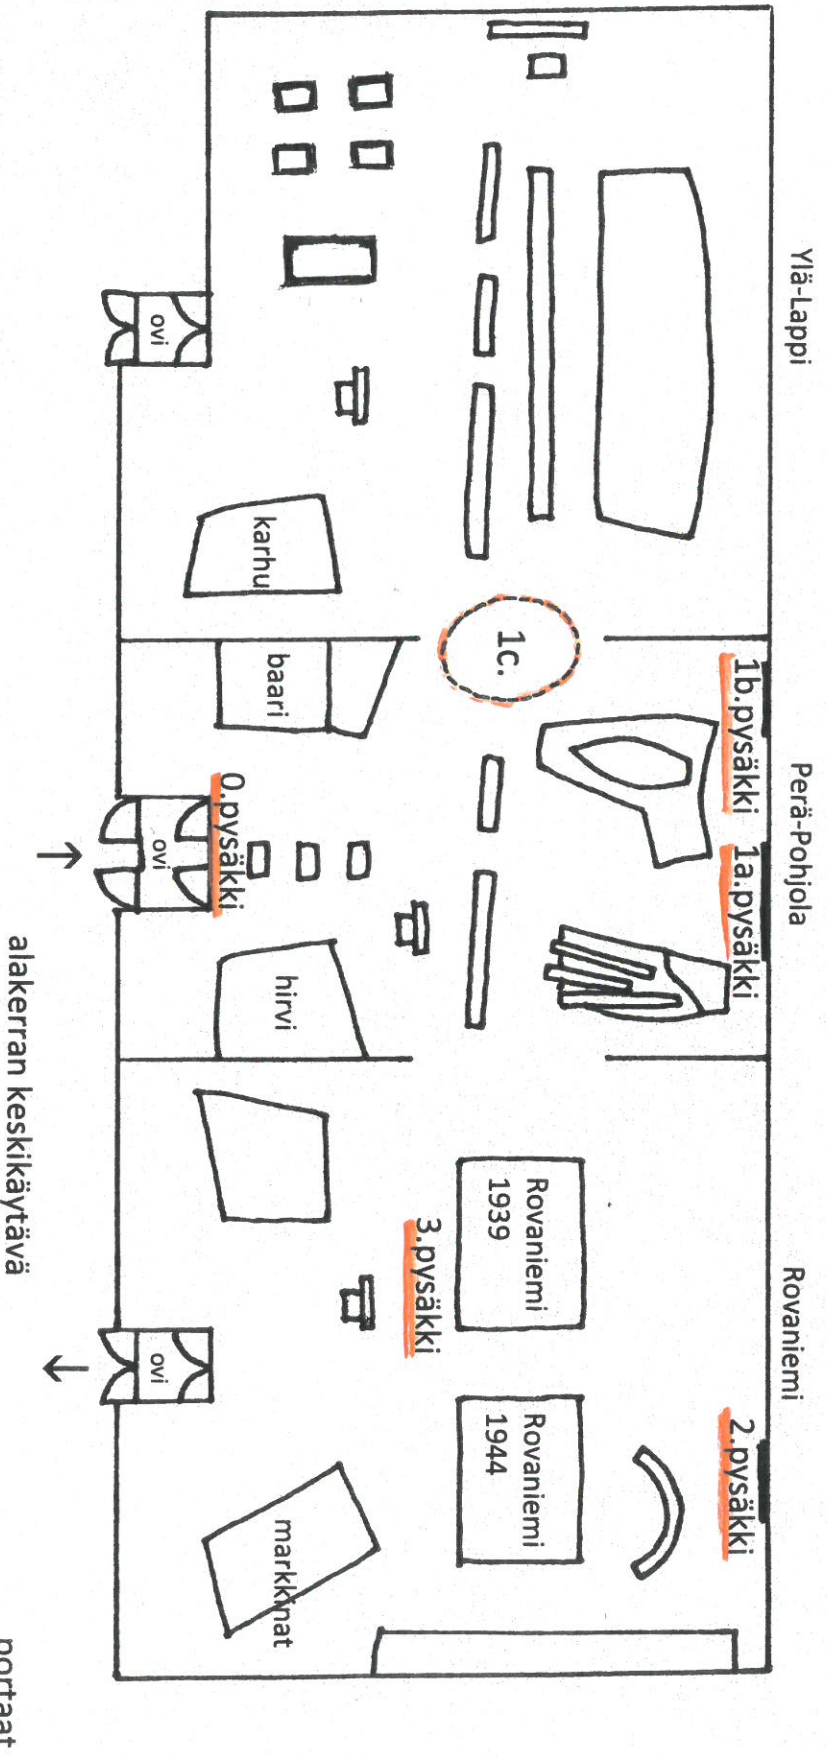 Ylä-Lappi
Perä-Pohjola
Rovaniemi
1b.pysäkki
1a.pysäkki
2.pysäkki
1c.
Rovaniemi
1939
Rovaniemi
1944
3.pysäkki
karhu
baari
hirvi
markkinat
0.pysäkki
ovi
ovi
ovi
↑
↓
alakerran keskikäytävä
portaat